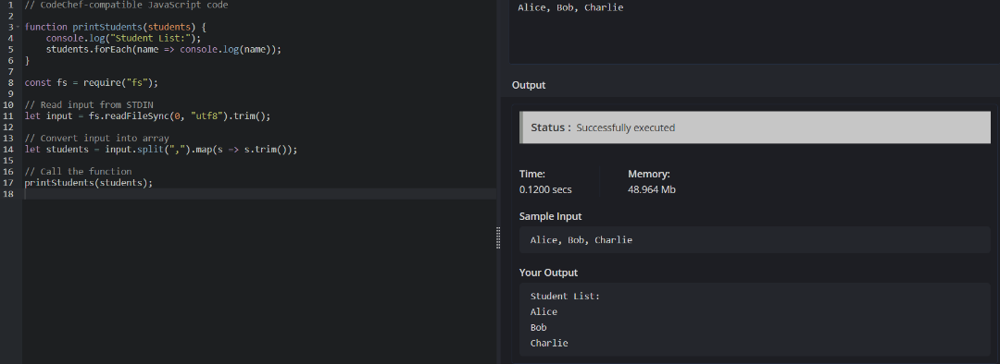 1 // CodeChef-compatible JavaScript code
2
3 function printStudents(students) {
4 console.log("Student List:");
5 students.forEach(name => console.log(name));
6 }
7
8 const fs = require("fs");
9
10 // Read input from STDIN
11 let input = fs.readFileSync(0, "utf8").trim();
12
13 // Convert input into array
14 let students = input.split(",").map(s => s.trim());
15
16 // Call the function
17 printStudents(students);
18
Alice, Bob, Charlie
Output
Status : Successfully executed
Time: Memory:
0.1200 secs 48.964 Mb
Sample Input
Alice, Bob, Charlie
Your Output
Student List:
Alice
Bob
Charlie